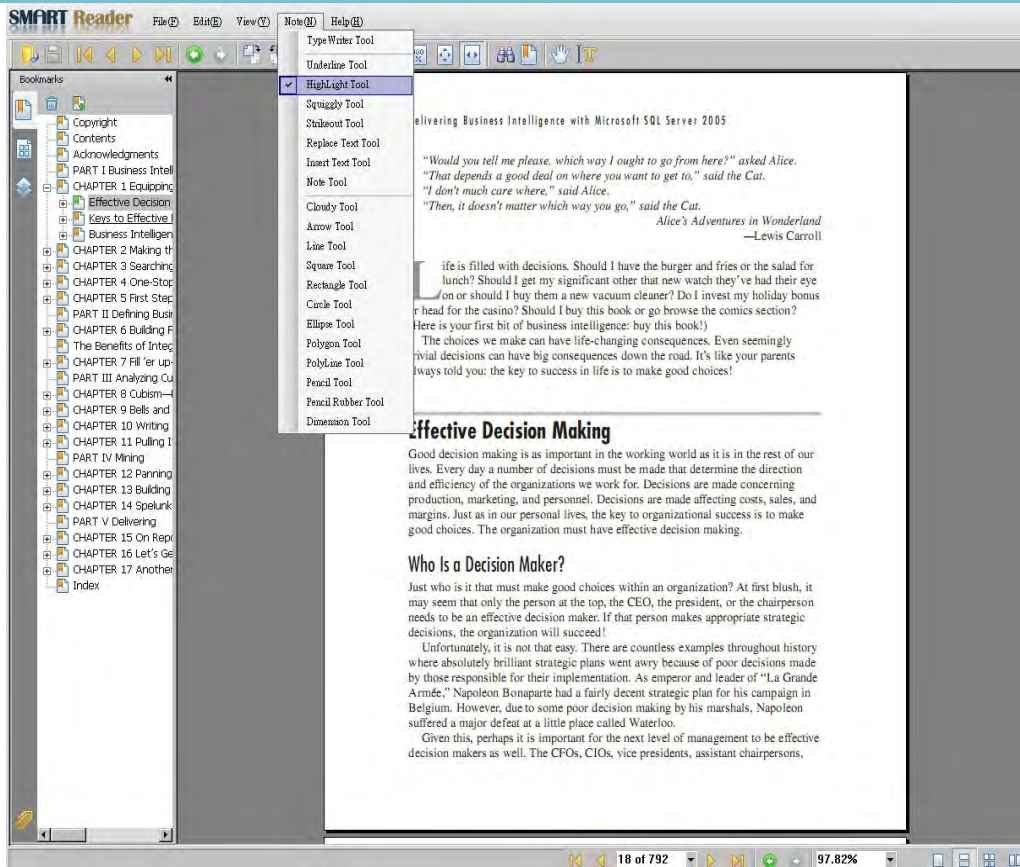 SMART Reader File(F) Edit(E) View(V) Note(N) Help(H)
TypeWriter Tool
Underline Tool
HighLight Tool
Squiggly Tool
Strikeout Tool
Replace Text Tool
Insert Text Tool
Note Tool
Cloudy Tool
Arrow Tool
Line Tool
Square Tool
Rectangle Tool
Circle Tool
Ellipse Tool
Polygon Tool
PolyLine Tool
Pencil Tool
Pencil Rubber Tool
Dimension Tool
Bookmarks
Copyright
Contents
Acknowledgments
PART I Business Intell
CHAPTER 1 Equipping
Effective Decision
Keys to Effective
Business Intelligen
CHAPTER 2 Making th
CHAPTER 3 Searching
CHAPTER 4 One-Stop
CHAPTER 5 First Step
PART II Defining Busi
CHAPTER 6 Building F
The Benefits of Integ
CHAPTER 7 Fill 'er up
PART III Analyzing Cu
CHAPTER 8 Cubism—
CHAPTER 9 Bells and
CHAPTER 10 Writing
CHAPTER 11 Pulling I
PART IV Mining
CHAPTER 12 Panning
CHAPTER 13 Building
CHAPTER 14 Spelunk
PART V Delivering
CHAPTER 15 On Repo
CHAPTER 16 Let's Ge
CHAPTER 17 Another
Index
elivering Business Intelligence with Microsoft SQL Server 2005
"Would you tell me please, which way I ought to go from here?" asked Alice.
"That depends a good deal on where you want to get to," said the Cat.
"I don't much care where," said Alice.
"Then, it doesn't matter which way you go," said the Cat.
Alice's Adventures in Wonderland
—Lewis Carroll
Life is filled with decisions. Should I have the burger and fries or the salad for
lunch? Should I get my significant other that new watch they've had their eye
on or should I buy them a new vacuum cleaner? Do I invest my holiday bonus
r head for the casino? Should I buy this book or go browse the comics section?
Here is your first bit of business intelligence: buy this book!)
The choices we make can have life-changing consequences. Even seemingly
rivial decisions can have big consequences down the road. It's like your parents
lways told you: the key to success in life is to make good choices!
Effective Decision Making
Good decision making is as important in the working world as it is in the rest of our
lives. Every day a number of decisions must be made that determine the direction
and efficiency of the organizations we work for. Decisions are made concerning
production, marketing, and personnel. Decisions are made affecting costs, sales, and
margins. Just as in our personal lives, the key to organizational success is to make
good choices. The organization must have effective decision making.
Who Is a Decision Maker?
Just who is it that must make good choices within an organization? At first blush, it
may seem that only the person at the top, the CEO, the president, or the chairperson
needs to be an effective decision maker. If that person makes appropriate strategic
decisions, the organization will succeed!
Unfortunately, it is not that easy. There are countless examples throughout history
where absolutely brilliant strategic plans went awry because of poor decisions made
by those responsible for their implementation. As emperor and leader of "La Grande
Armée," Napoleon Bonaparte had a fairly decent strategic plan for his campaign in
Belgium. However, due to some poor decision making by his marshals, Napoleon
suffered a major defeat at a little place called Waterloo.
Given this, perhaps it is important for the next level of management to be effective
decision makers as well. The CFOs, CIOs, vice presidents, assistant chairpersons,
18 of 792 97.82%